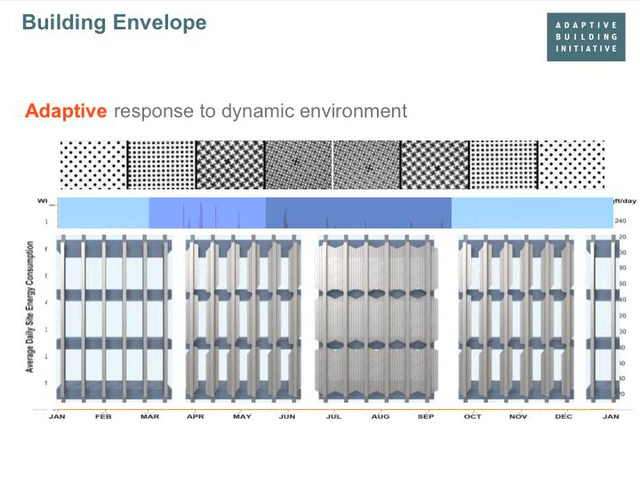 Building Envelope
ADAPTIVE
BUILDING
INITIATIVE
Adaptive response to dynamic environment
Average Daily Site Energy Consumption
240
JAN FEB MAR APR MAY JUN JUL AUG SEP OCT NOV DEC JAN